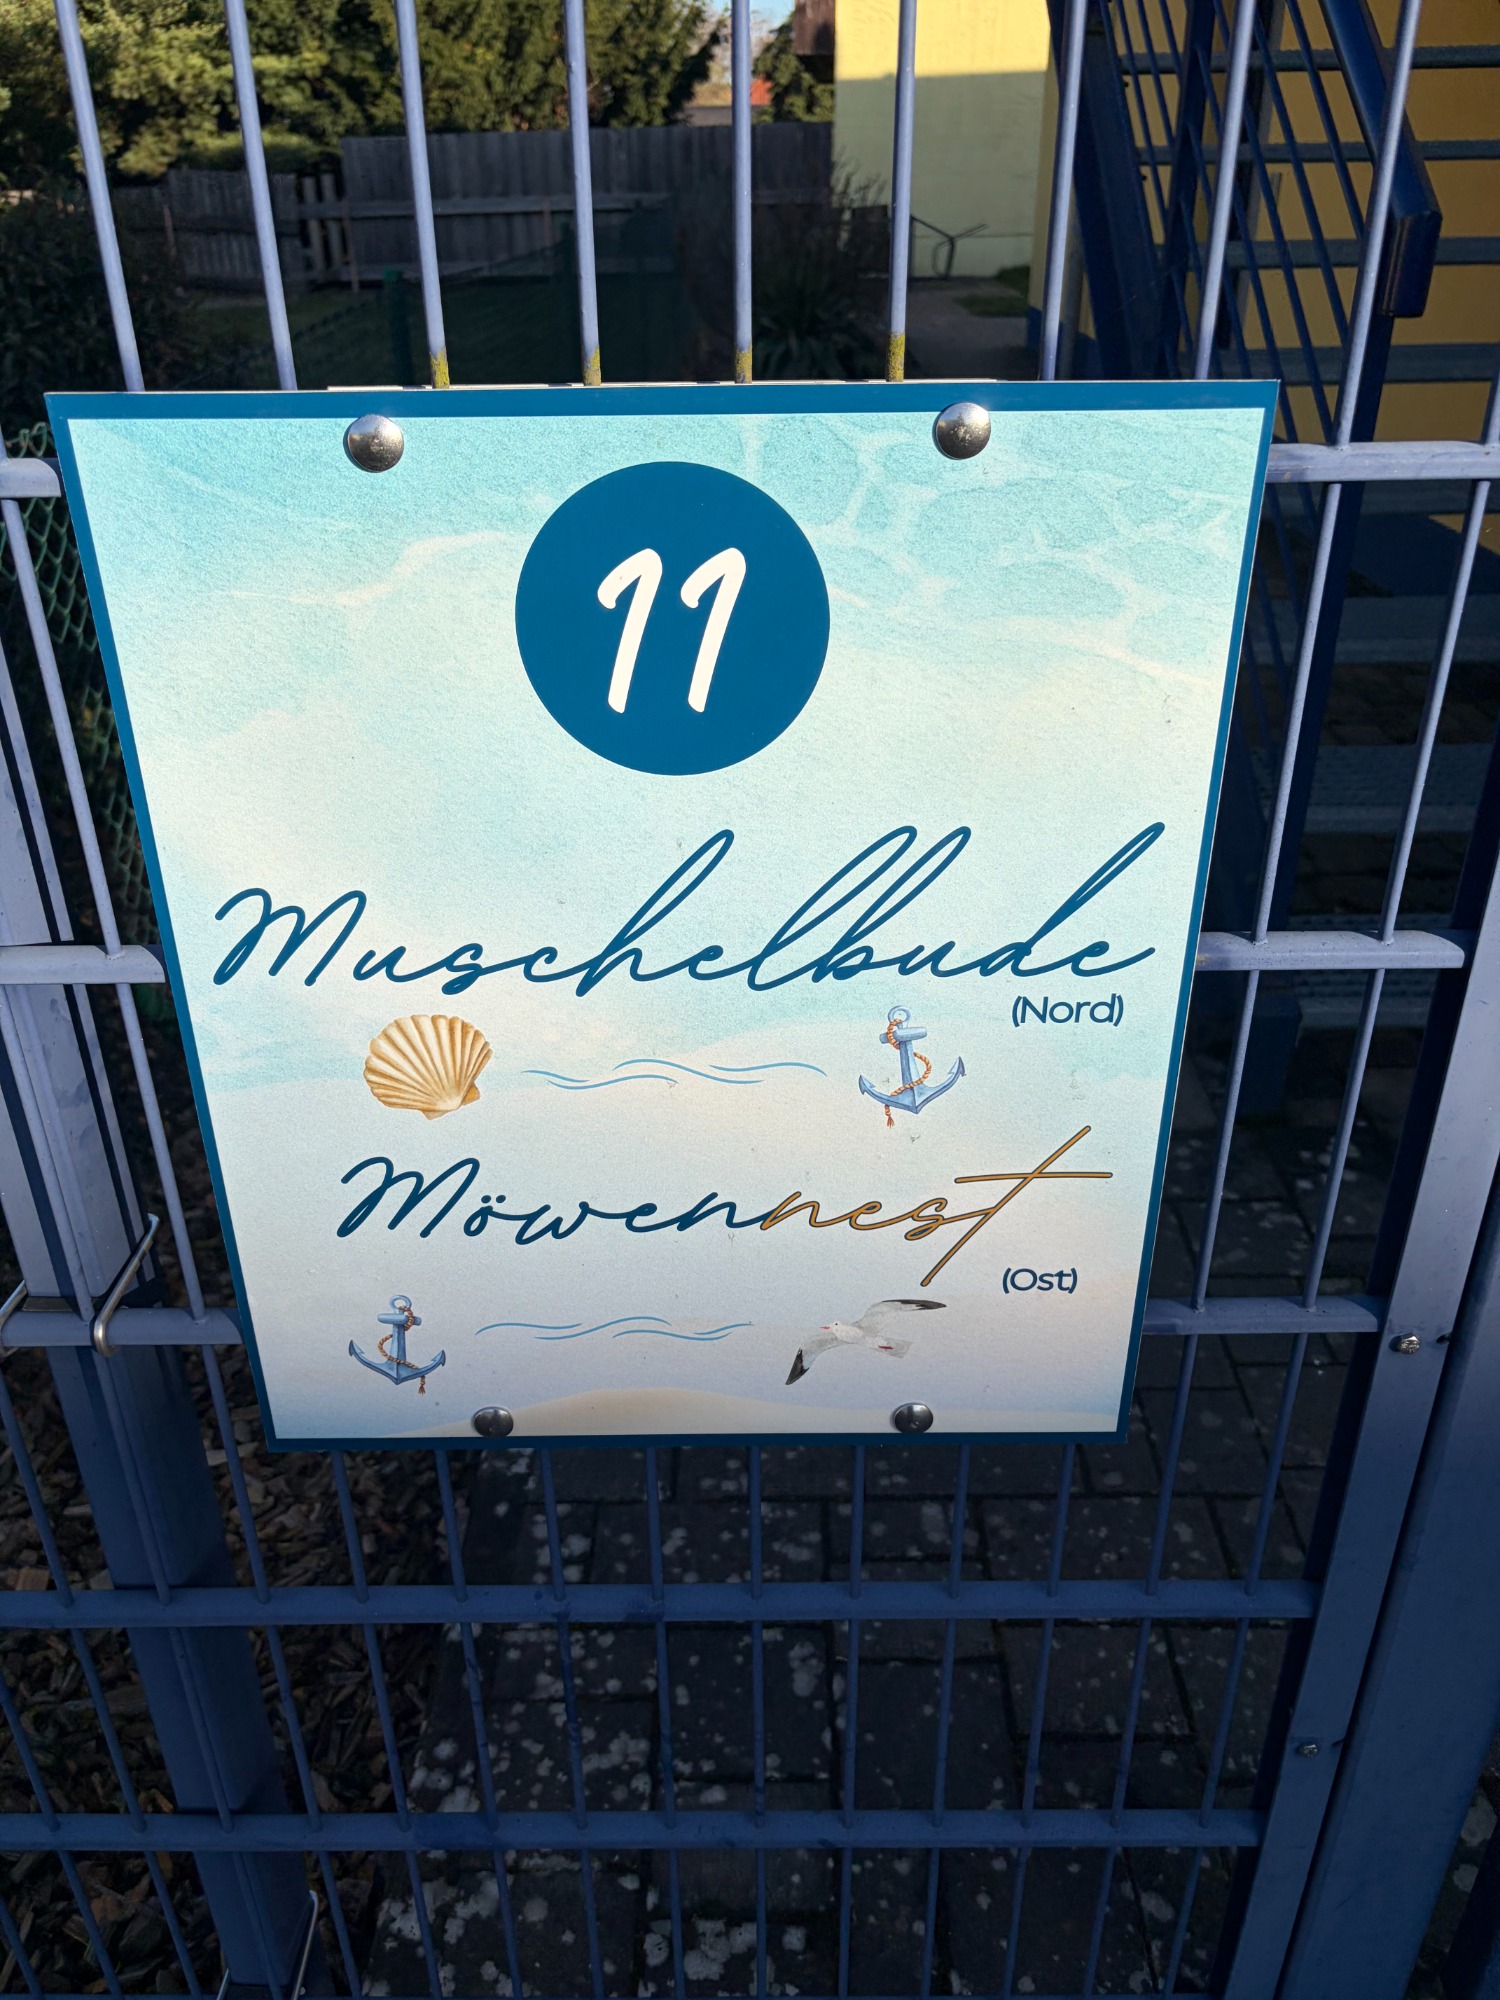 11
Muschelbude
(Nord)
Möwennest
(Ost)